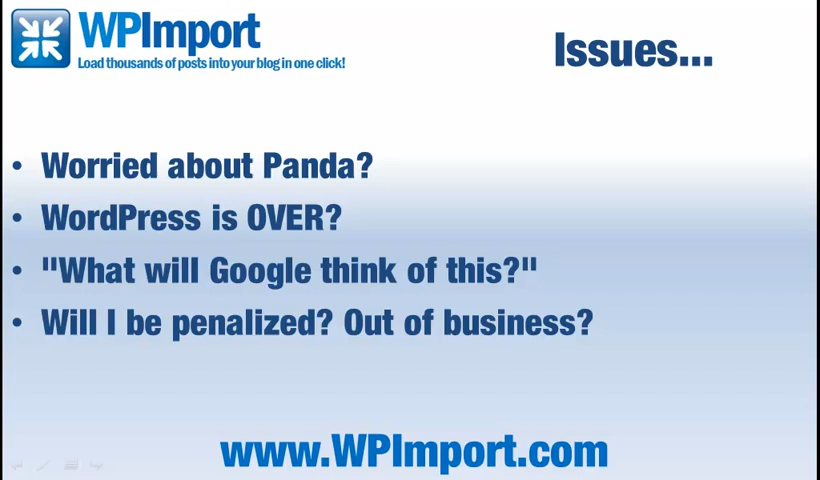 WPImport
Load thousands of posts into your blog in one click!
Issues...
• Worried about Panda?
• WordPress is OVER?
• "What will Google think of this?"
• Will I be penalized? Out of business?
www.WPImport.com